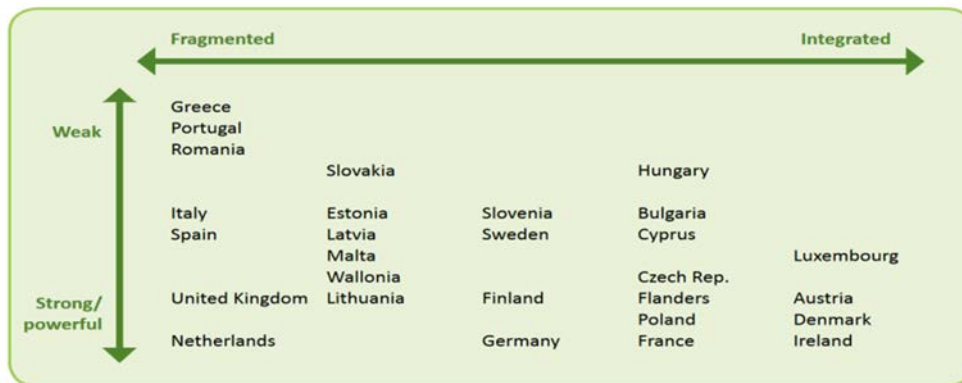 Fragmented Integrated
Greece
Weak Portugal
Romania
Slovakia Hungary
Italy Estonia Slovenia Bulgaria
Spain Latvia Sweden Cyprus
Malta Luxembourg
Wallonia Czech Rep.
Strong/ United Kingdom Lithuania Finland Flanders Austria
powerful Poland Denmark
Netherlands Germany France Ireland